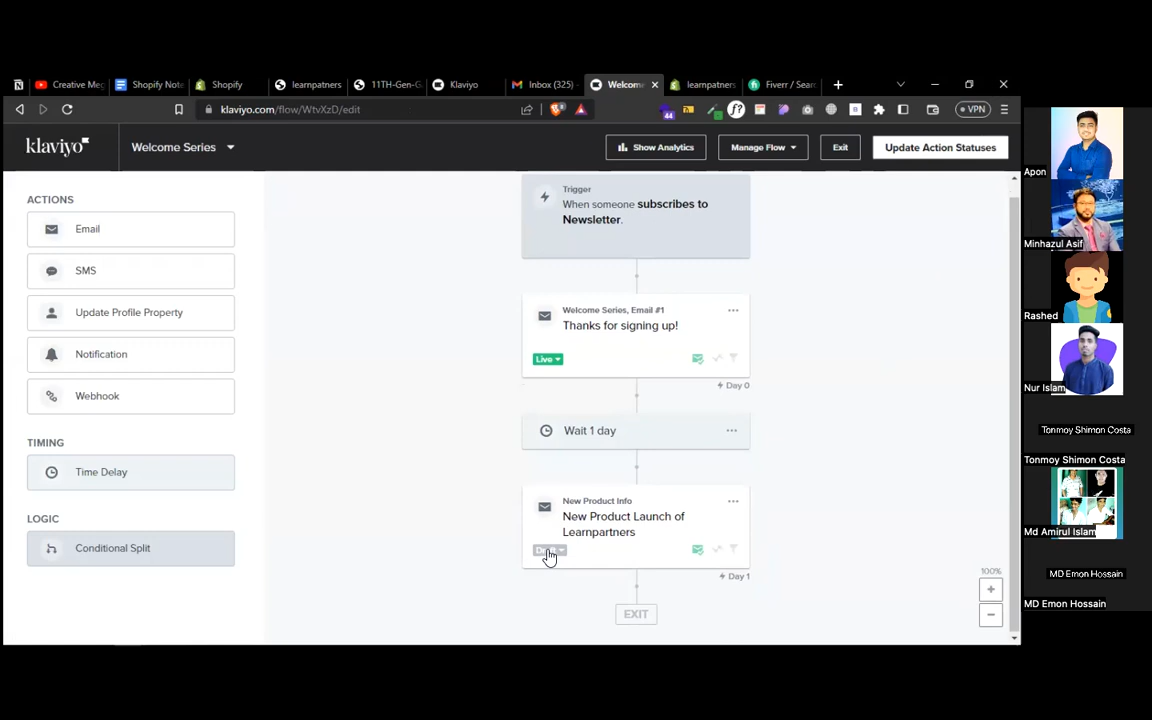 Creative Meg
Shopify Note
Shopify
learnpatners
11TH-Gen-G
Klaviyo
Inbox (325)
Welcome
learnpatners
Fiverr / Sear
klaviyo.com/flow/WtvXzD/edit
44
f?
VPN
klaviyo
Welcome Series
Show Analytics
Manage Flow
Exit
Update Action Statuses
ACTIONS
Email
SMS
Update Profile Property
Notification
Webhook
TIMING
Time Delay
LOGIC
Conditional Split
Trigger
When someone subscribes to
Newsletter.
Welcome Series, Email #1
Thanks for signing up!
Live
Day 0
Wait 1 day
New Product Info
New Product Launch of
Learnpartners
Draft
Day 1
EXIT
100%
Apon
Minhazul Asif
Rashed
Nur Islam
Tonmoy Shimon Costa
Tonmoy Shimon Costa
Md Amirul Islam
MD Emon Hossain
MD Emon Hossain